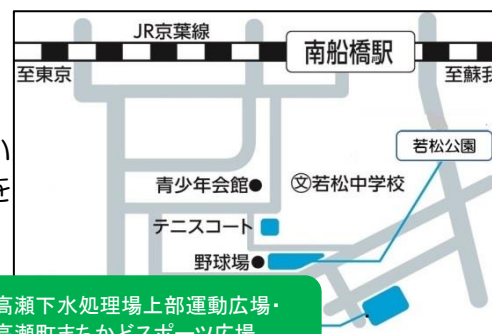 JR京葉線
南船橋駅
至東京
至蘇我
い
を
若松公園
青少年会館●
㊛若松中学校
テニスコート
野球場●
高瀬下水処理場上部運動広場・
高瀬町まちかどスポーツ広場